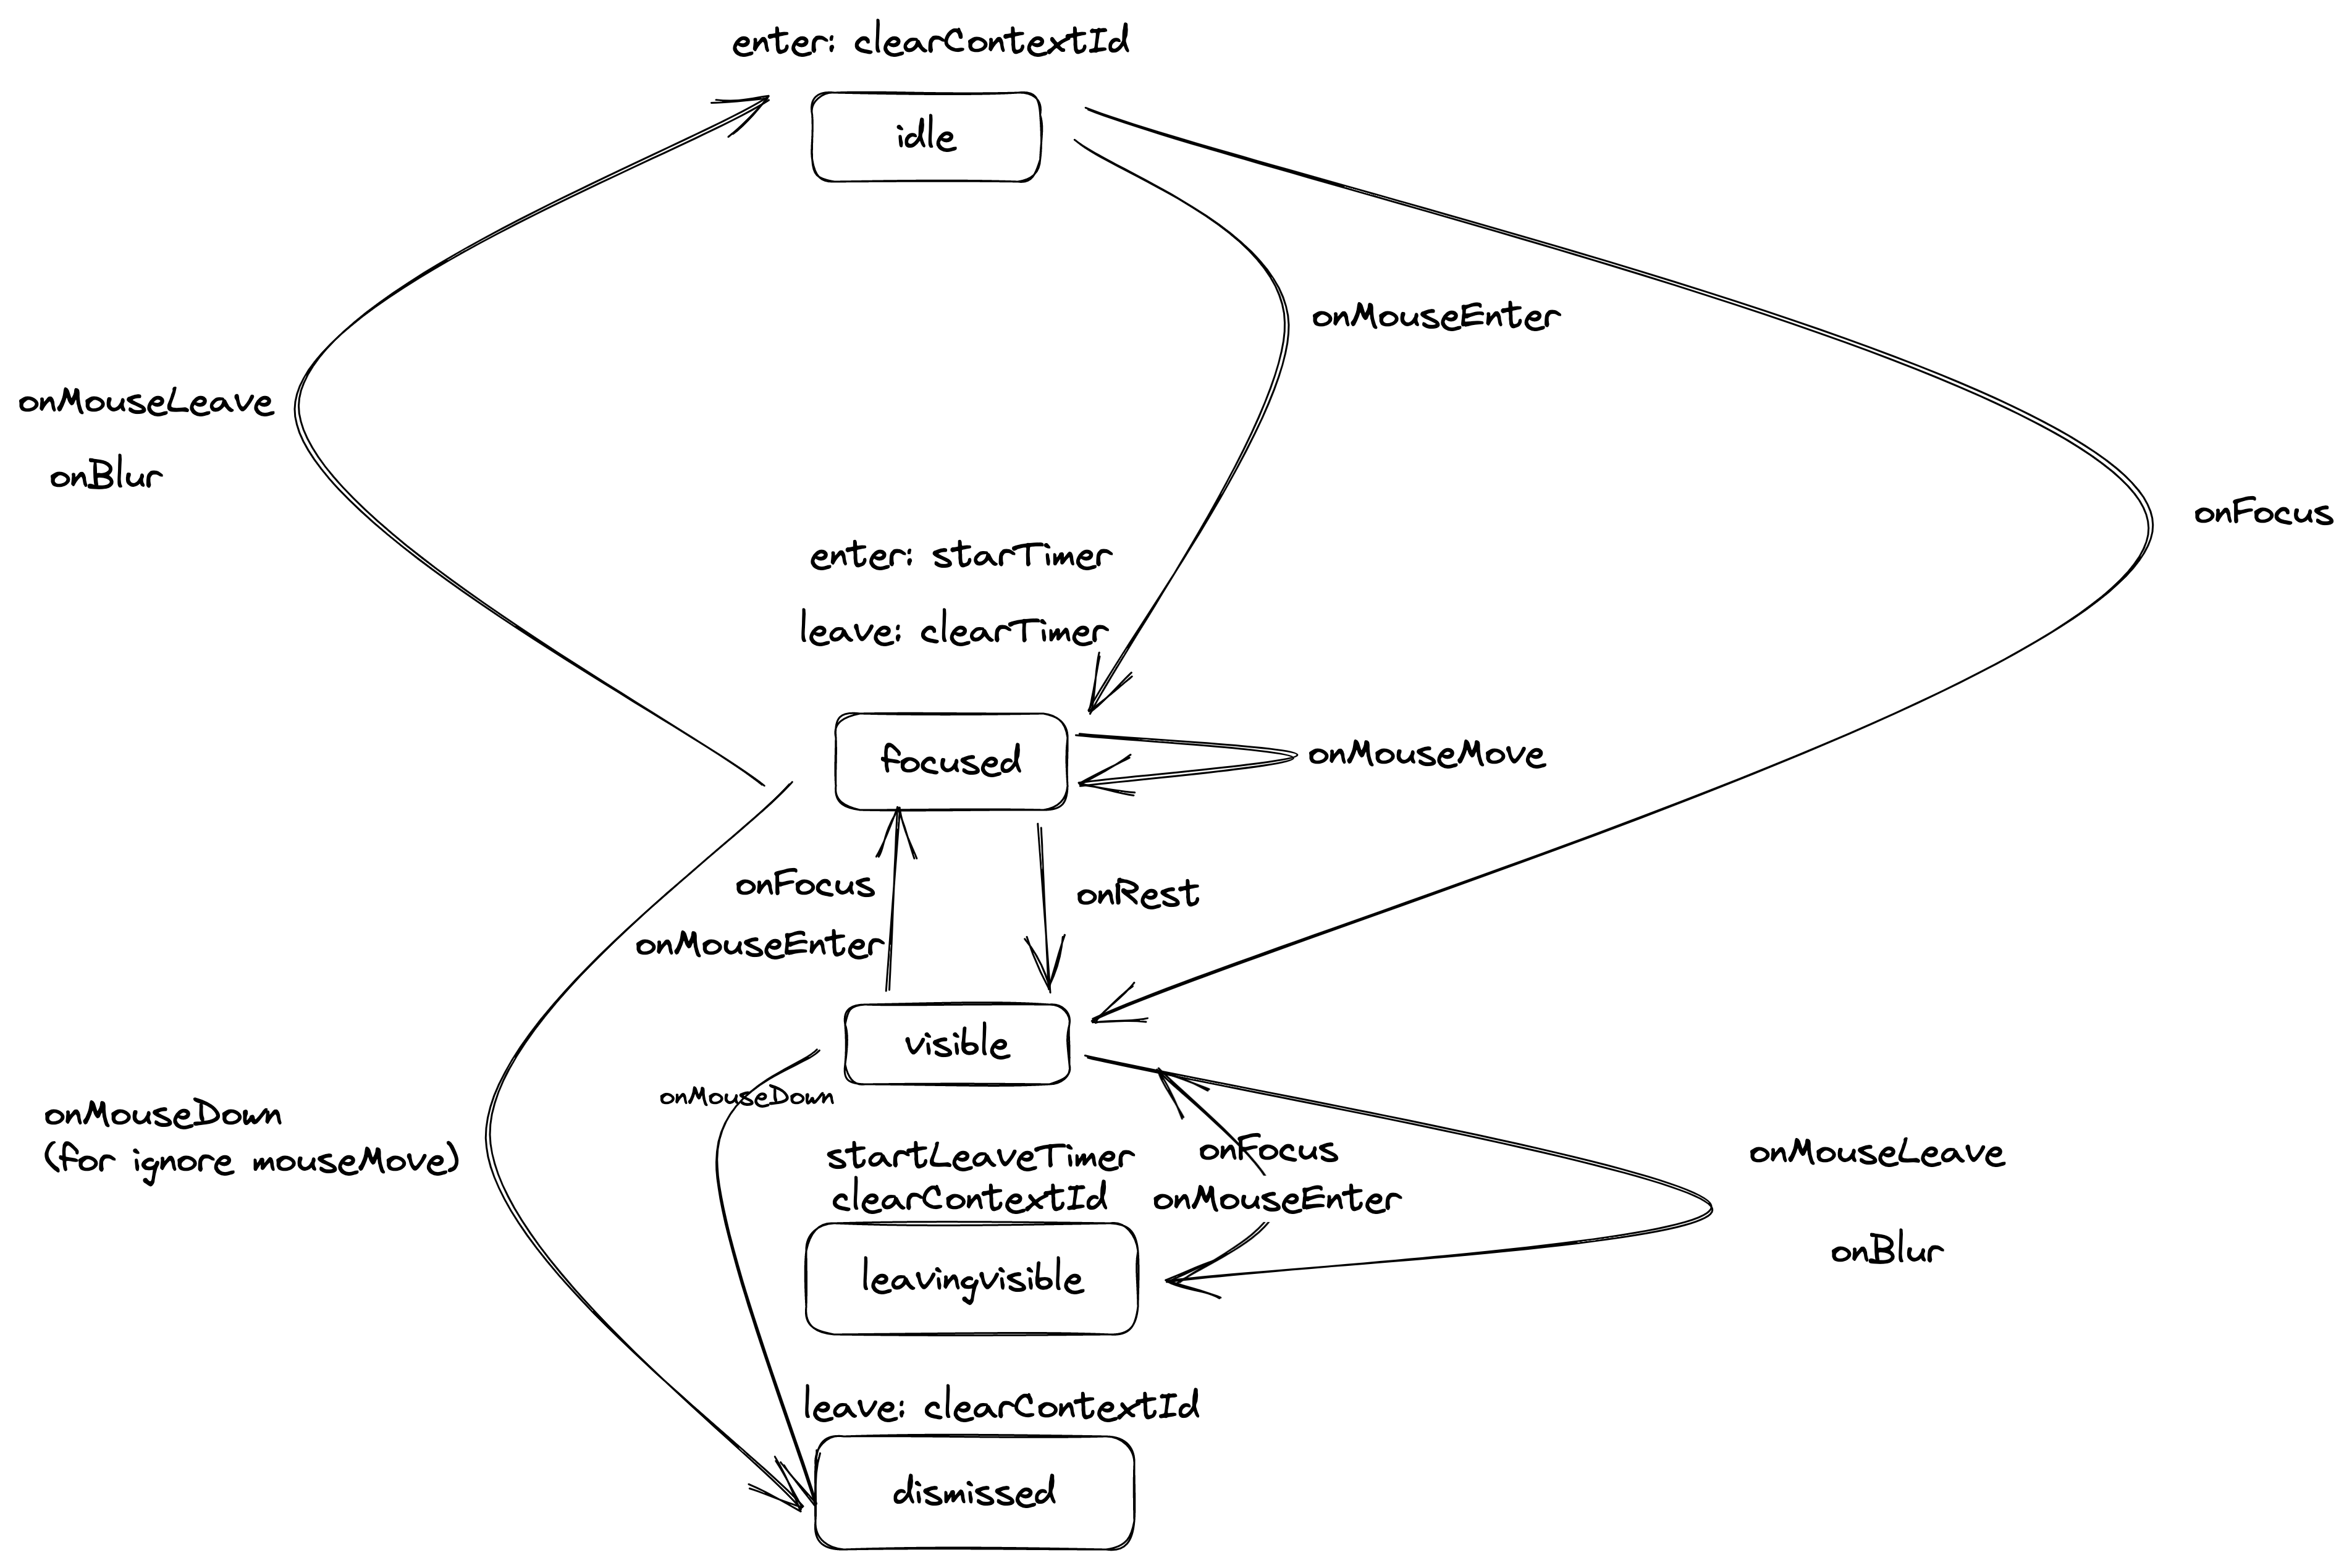 enter: clearContextId
idle
onMouseEnter
onMouseLeave
onBlur
onFocus
enter: starTimer
leave: clearTimer
focused
onMouseMove
onFocus
onRest
onMouseEnter
visible
onMouseDown
onMouseDown
(for ignore mouseMove)
startLeaveTimer
clearContextId
onFocus
onMouseEnter
onMouseLeave
onBlur
leavingvisible
leave: clearContextId
dismissed